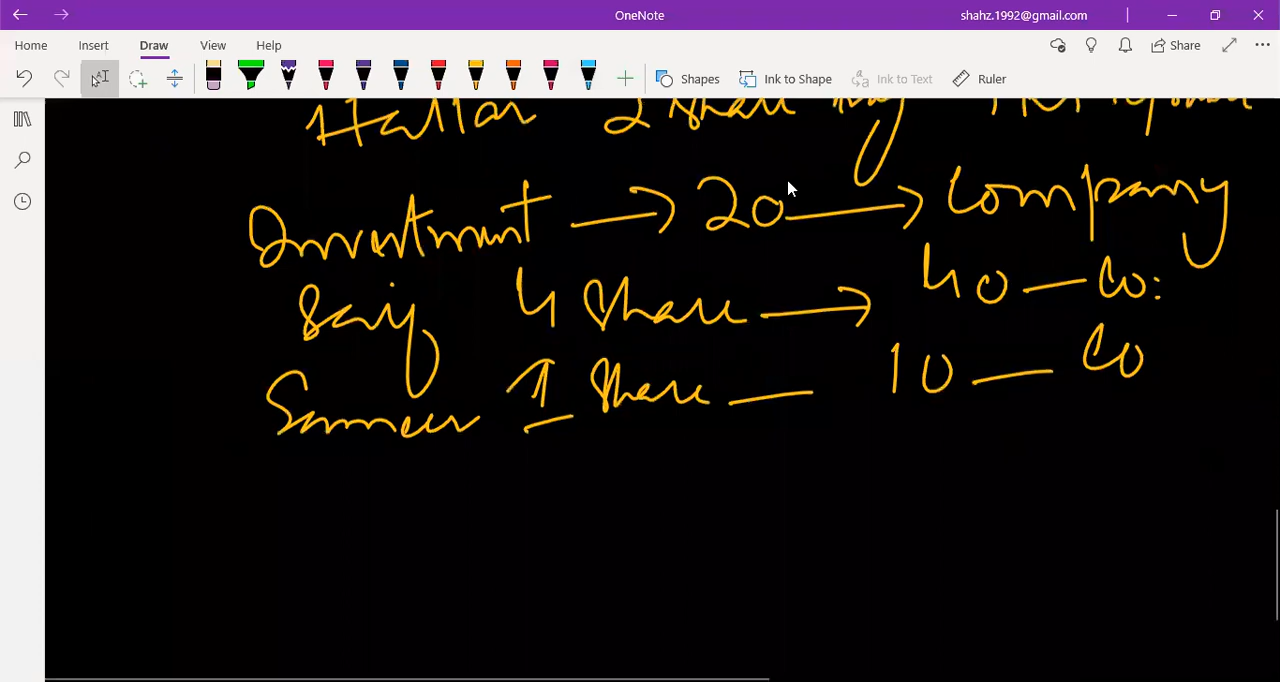 OneNote
shahz.1992@gmail.com
Home Insert Draw View Help
Share
Shapes Ink to Shape Ink to Text Ruler
2 Share
Investment → 20 → Company
4 Share → 40 — Co:
Sameer 1 Share — 10 — Co